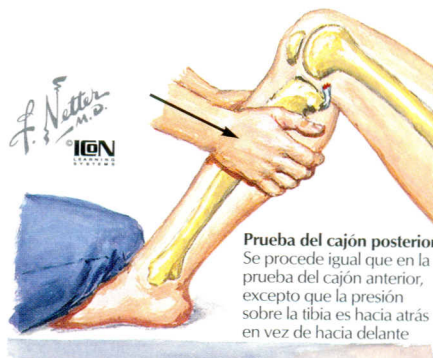 F. Netter
M.D.
©ICON
LEARNING
SYSTEMS
Prueba del cajón posterior
Se procede igual que en la
prueba del cajón anterior,
excepto que la presión
sobre la tibia es hacia atrás
en vez de hacia delante